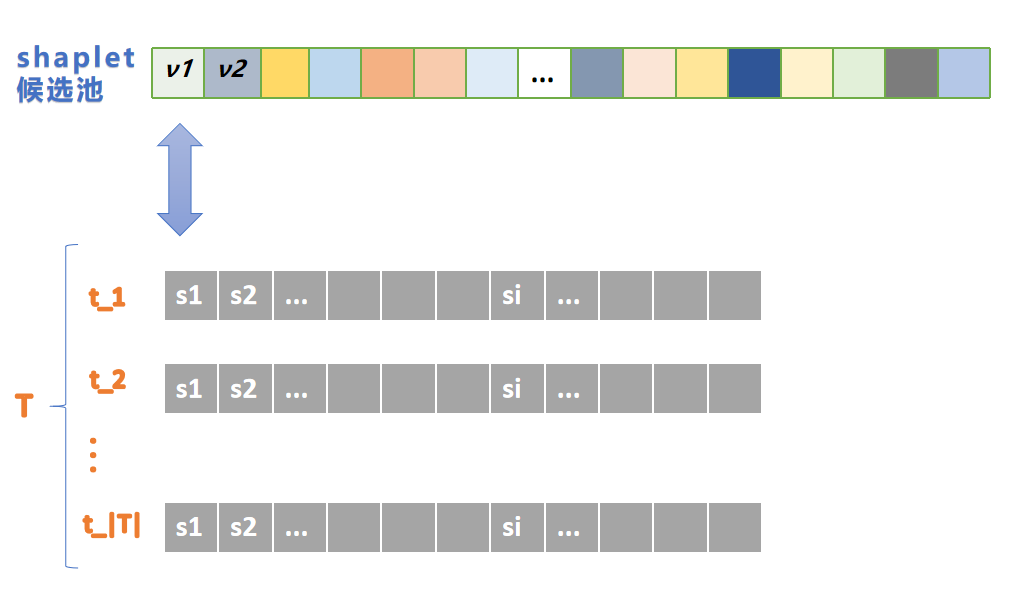 shaplet
候选池
v1 v2 ...
t_1 s1 s2 ... si ...
t_2 s1 s2 ... si ...
T
⋮
t_|T| s1 s2 ... si ...